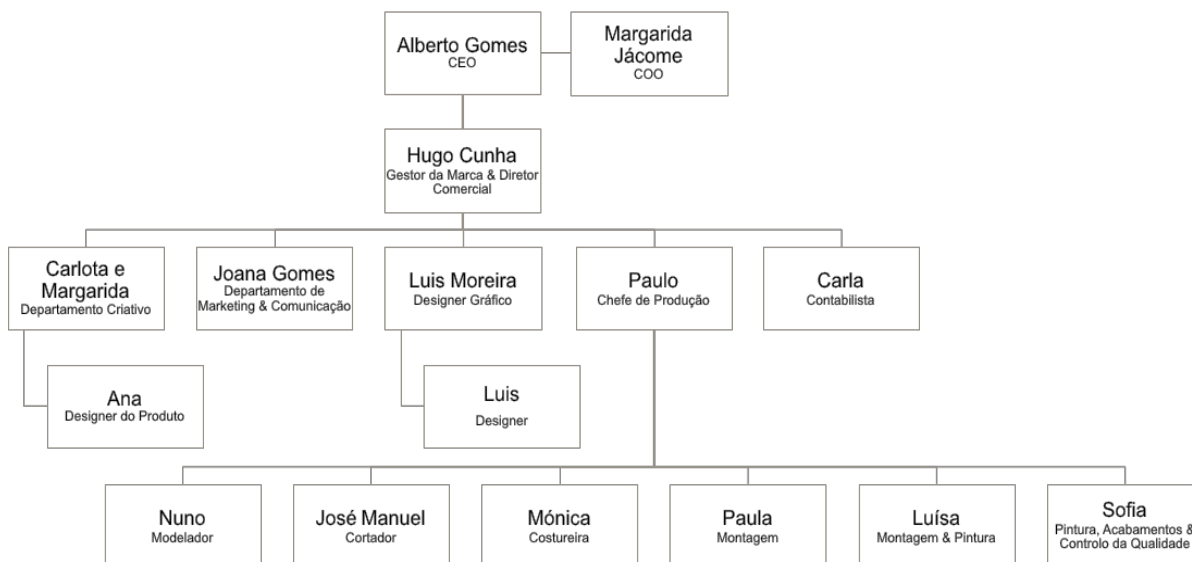 Alberto Gomes
CEO
Margarida
Jácome
COO
Hugo Cunha
Gestor da Marca & Diretor
Comercial
Carlota e
Margarida
Departamento Criativo
Joana Gomes
Departamento de
Marketing & Comunicação
Luis Moreira
Designer Gráfico
Paulo
Chefe de Produção
Carla
Contabilista
Ana
Designer do Produto
Luis
Designer
Nuno
Modelador
José Manuel
Cortador
Mónica
Costureira
Paula
Montagem
Luísa
Montagem & Pintura
Sofia
Pintura, Acabamentos &
Controlo da Qualidade